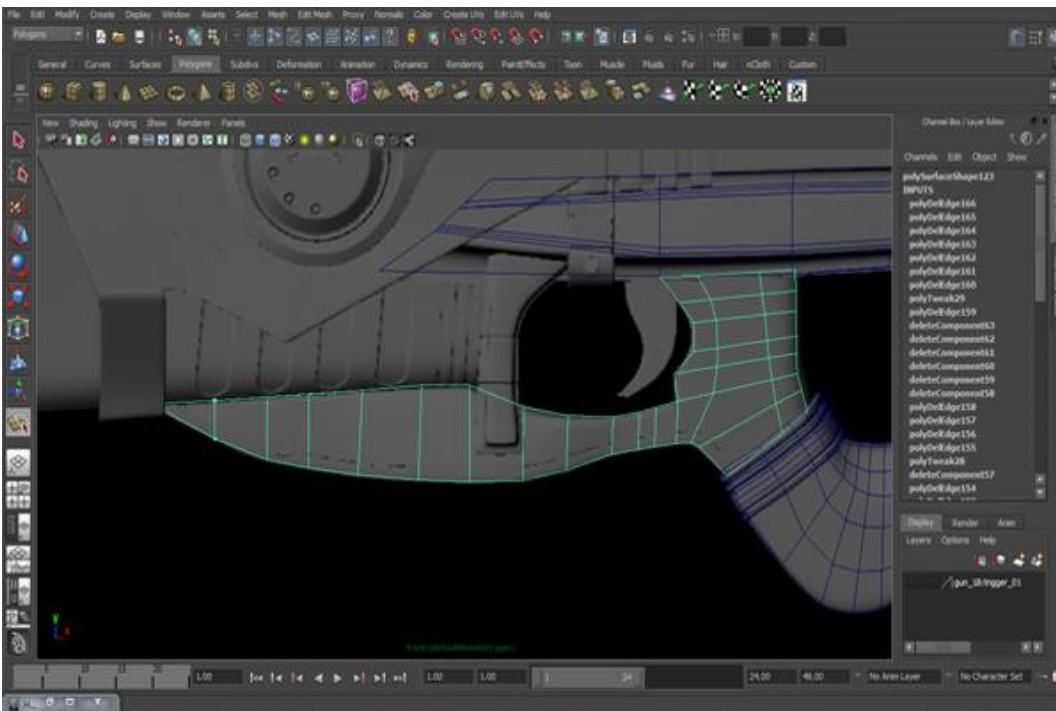 File Edit Modify Create Display Window Assets Select Mesh Edit Mesh Proxy Normals Color Create UVs Edit UVs Help
Polygons
General Curves Surfaces Polygons Subdivs Deformation Animation Dynamics Rendering PaintEffects Toon Muscle Fluids Fur Hair nCloth Custom
View Shading Lighting Show Renderer Panels
Channel Box / Layer Editor
Channels Edit Object Show
polySurfaceShape123
INPUTS
polyDelEdge166
polyDelEdge165
polyDelEdge164
polyDelEdge163
polyDelEdge162
polyDelEdge161
polyDelEdge160
polyTweak29
polyDelEdge159
deleteComponent63
deleteComponent62
deleteComponent61
deleteComponent60
deleteComponent59
deleteComponent58
polyDelEdge158
polyDelEdge157
polyDelEdge156
polyDelEdge155
polyTweak28
deleteComponent57
polyDelEdge154
Display Render Anim
Layers Options Help
y
x
5 10 15 20
1.00
1.00
1.00
1
24
24.00
48.00
No Anim Layer
No Character Set